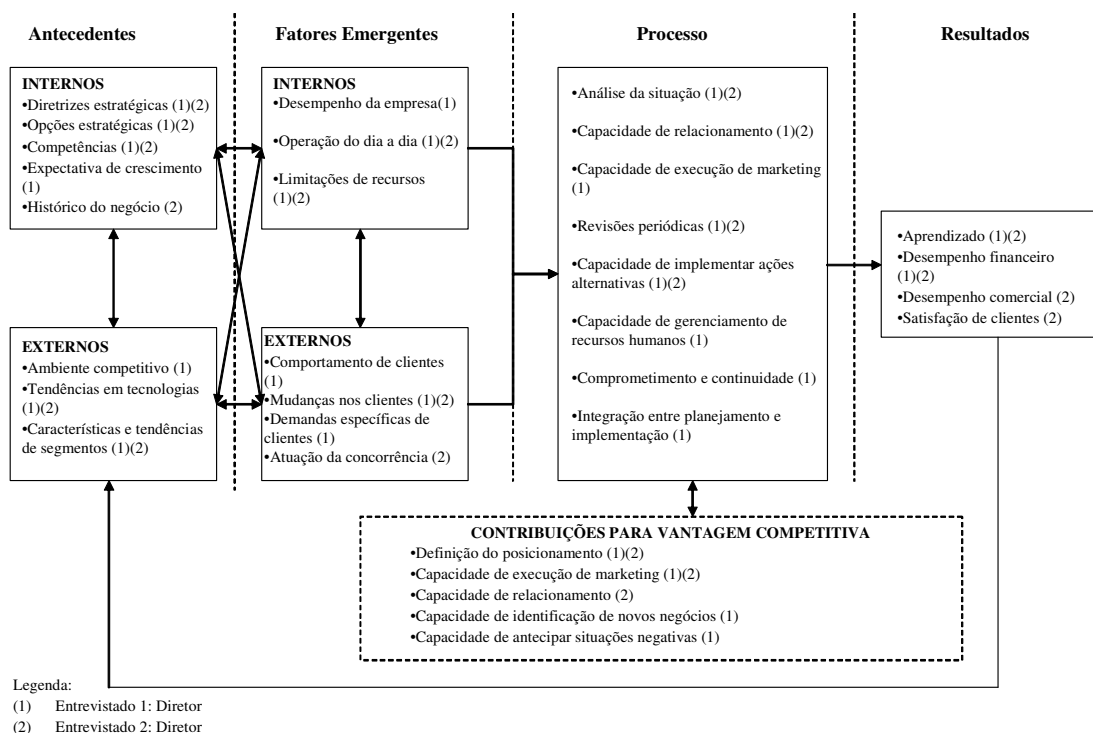 Antecedentes
Fatores Emergentes
Processo
Resultados
INTERNOS
•Diretrizes estratégicas (1)(2)
•Opções estratégicas (1)(2)
•Competências (1)(2)
•Expectativa de crescimento
(1)
•Histórico do negócio (2)
EXTERNOS
•Ambiente competitivo (1)
•Tendências em tecnologias
(1)(2)
•Características e tendências
de segmentos (1)(2)
INTERNOS
•Desempenho da empresa(1)
•Operação do dia a dia (1)(2)
•Limitações de recursos
(1)(2)
EXTERNOS
•Comportamento de clientes
(1)
•Mudanças nos clientes (1)(2)
•Demandas específicas de
clientes (1)
•Atuação da concorrência (2)
•Análise da situação (1)(2)
•Capacidade de relacionamento (1)(2)
•Capacidade de execução de marketing
(1)
•Revisões periódicas (1)(2)
•Capacidade de implementar ações
alternativas (1)(2)
•Capacidade de gerenciamento de
recursos humanos (1)
•Comprometimento e continuidade (1)
•Integração entre planejamento e
implementação (1)
•Aprendizado (1)(2)
•Desempenho financeiro
(1)(2)
•Desempenho comercial (2)
•Satisfação de clientes (2)
CONTRIBUIÇÕES PARA VANTAGEM COMPETITIVA
•Definição do posicionamento (1)(2)
•Capacidade de execução de marketing (1)(2)
•Capacidade de relacionamento (2)
•Capacidade de identificação de novos negócios (1)
•Capacidade de antecipar situações negativas (1)
Legenda:
(1) Entrevistado 1: Diretor
(2) Entrevistado 2: Diretor